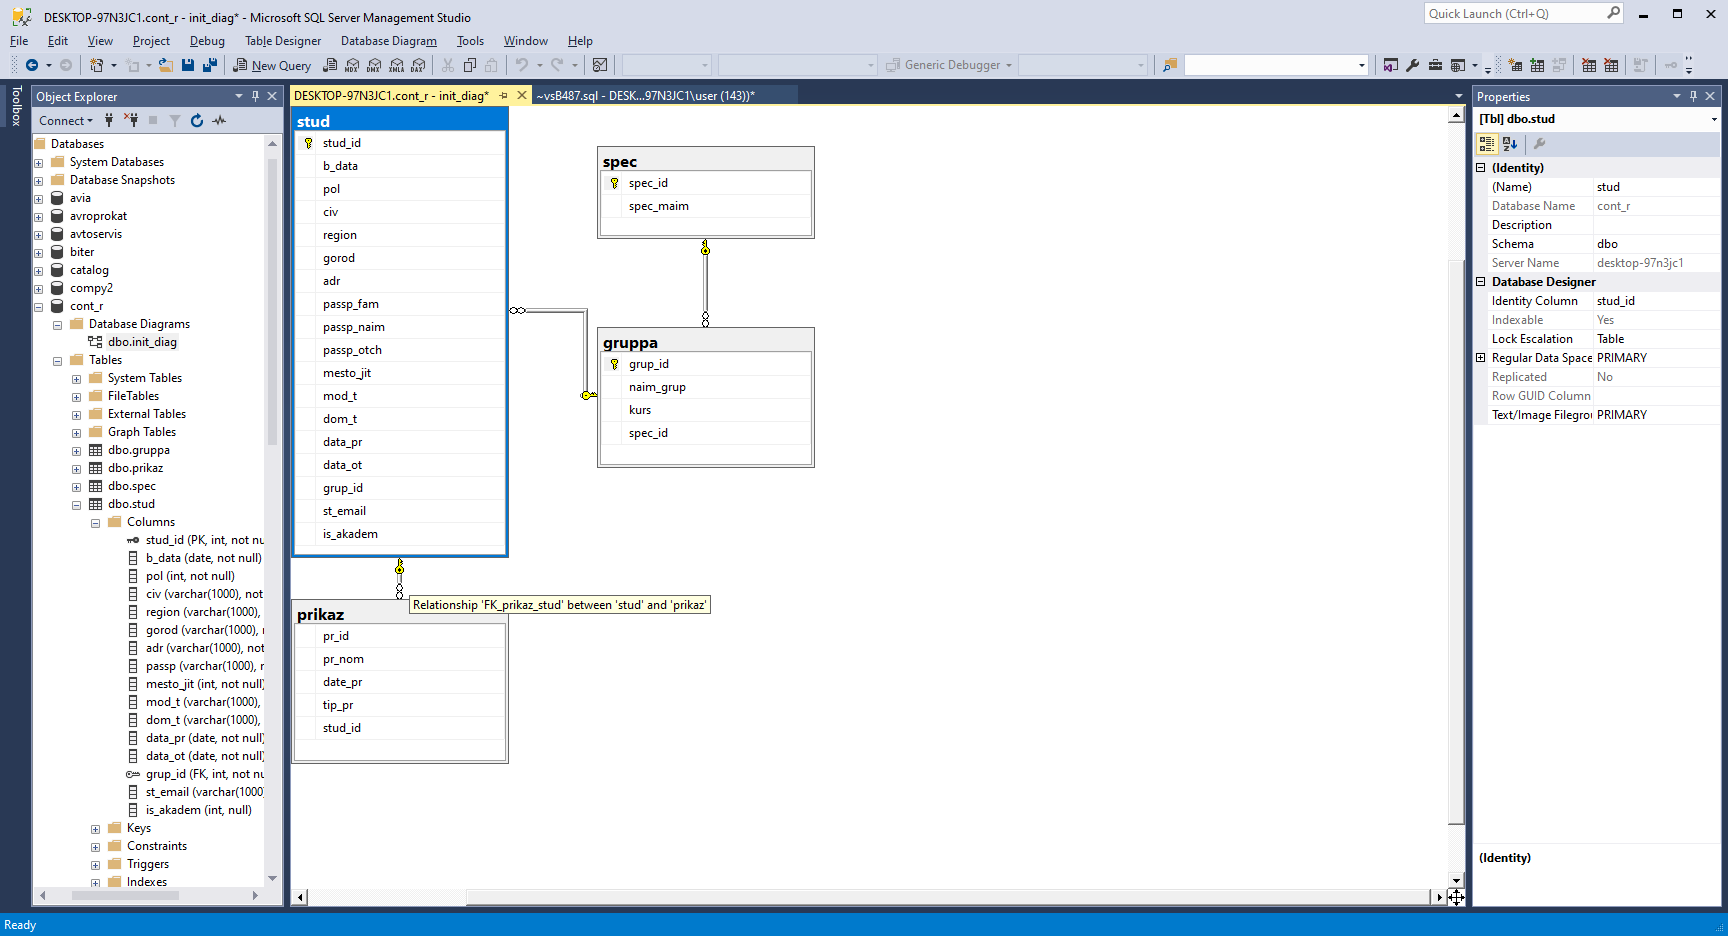 DESKTOP-97N3JC1.cont_r - init_diag* - Microsoft SQL Server Management Studio
Quick Launch (Ctrl+Q)
File Edit View Project Debug Table Designer Database Diagram Tools Window Help
New Query
MDX
DMX
XMLA
DAX
Generic Debugger
Toolbox
Object Explorer
Connect
Databases
System Databases
Database Snapshots
avia
avroprokat
avtoservis
biter
catalog
compy2
cont_r
Database Diagrams
dbo.init_diag
Tables
System Tables
FileTables
External Tables
Graph Tables
dbo.gruppa
dbo.prikaz
dbo.spec
dbo.stud
Columns
stud_id (PK, int, not nu
b_data (date, not null)
pol (int, not null)
civ (varchar(1000), not
region (varchar(1000),
gorod (varchar(1000), 
adr (varchar(1000), not
passp (varchar(1000), 
mesto_jit (int, not null)
mod_t (varchar(1000),
dom_t (varchar(1000),
data_pr (date, not null)
data_ot (date, not null)
grup_id (FK, int, not nu
st_email (varchar(1000)
is_akadem (int, null)
Keys
Constraints
Triggers
Indexes
DESKTOP-97N3JC1.cont_r - init_diag*
~vsB487.sql - DESK...97N3JC1\user (143))*
stud
stud_id
b_data
pol
civ
region
gorod
adr
passp_fam
passp_naim
passp_otch
mesto_jit
mod_t
dom_t
data_pr
data_ot
grup_id
st_email
is_akadem
spec
spec_id
spec_maim
gruppa
grup_id
naim_grup
kurs
spec_id
Relationship 'FK_prikaz_stud' between 'stud' and 'prikaz'
prikaz
pr_id
pr_nom
date_pr
tip_pr
stud_id
Properties
[Tbl] dbo.stud
(Identity)
(Name) stud
Database Name cont_r
Description
Schema dbo
Server Name desktop-97n3jc1
Database Designer
Identity Column stud_id
Indexable Yes
Lock Escalation Table
Regular Data Space PRIMARY
Replicated No
Row GUID Column
Text/Image Filegrou PRIMARY
(Identity)
Ready